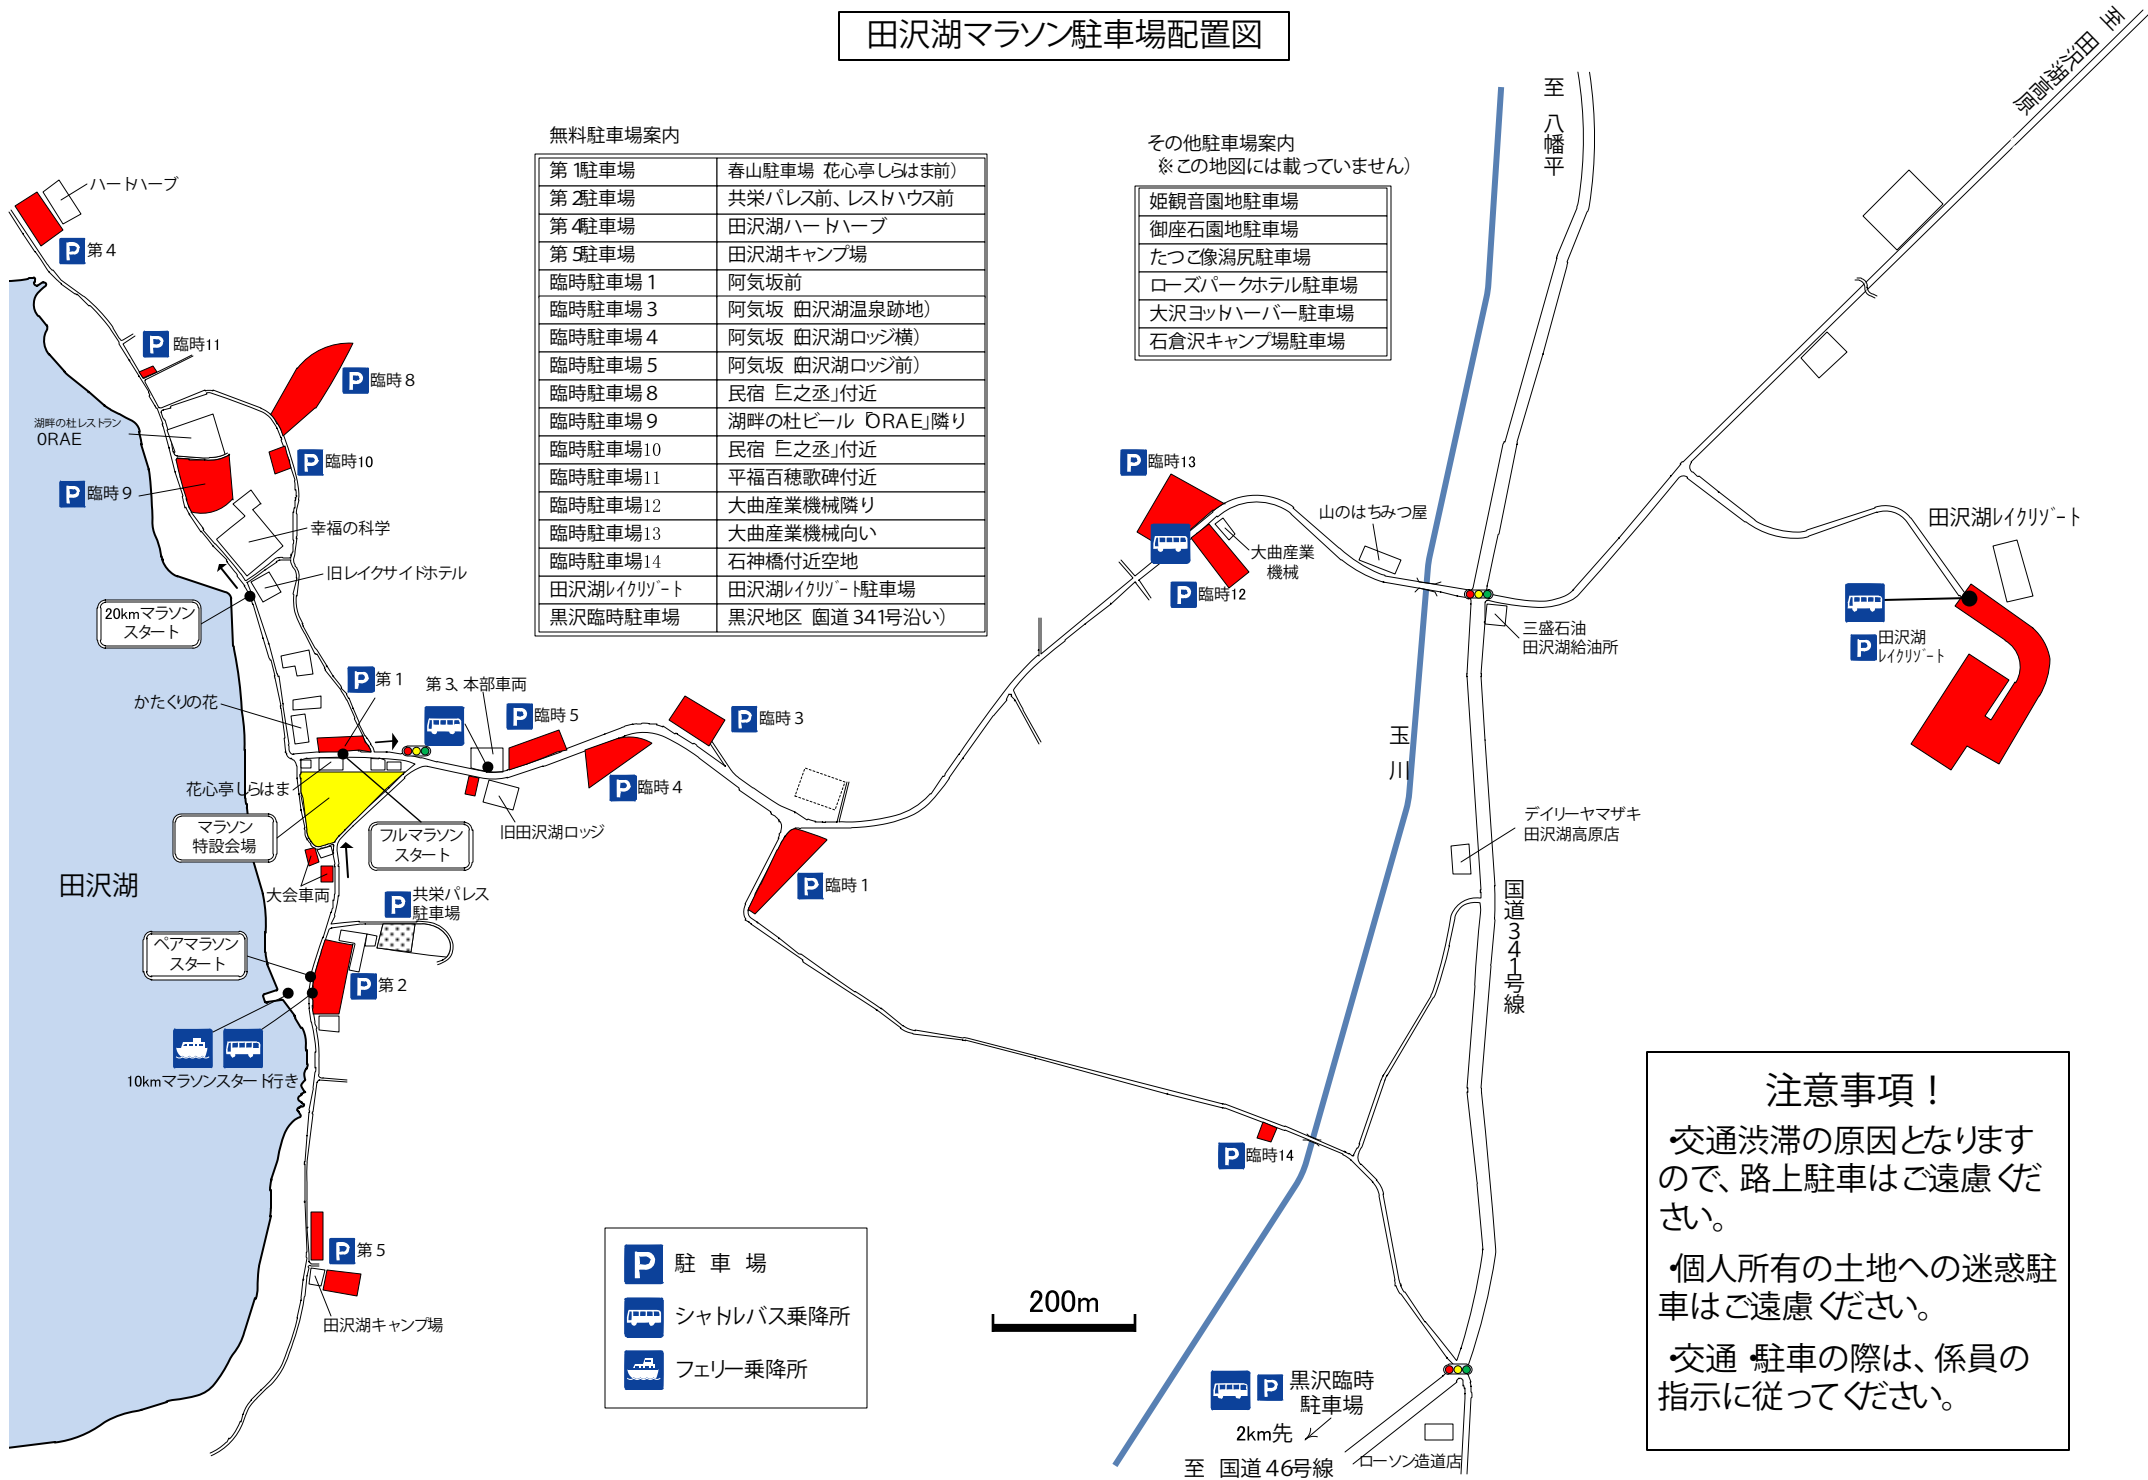 田沢湖マラソン駐車場配置図
至 田沢湖高原
至 八幡平
無料駐車場案内
第1駐車場 春山駐車場 花心亭しらはま前)
第2駐車場 共栄パレス前、レストハウス前
第4駐車場 田沢湖ハートハーブ
第5駐車場 田沢湖キャンプ場
臨時駐車場1 阿気坂前
臨時駐車場3 阿気坂 田沢湖温泉跡地)
臨時駐車場4 阿気坂 田沢湖ロッジ横)
臨時駐車場5 阿気坂 田沢湖ロッジ前)
臨時駐車場8 民宿「三之丞」付近
臨時駐車場9 湖畔の杜ビール「ORAE」隣り
臨時駐車場10 民宿「三之丞」付近
臨時駐車場11 平福百穂歌碑付近
臨時駐車場12 大曲産業機械隣り
臨時駐車場13 大曲産業機械向い
臨時駐車場14 石神橋付近空地
田沢湖レイクリゾート 田沢湖レイクリゾート駐車場
黒沢臨時駐車場 黒沢地区 国道341号沿い)
その他駐車場案内
※この地図には載っていません)
姫観音園地駐車場
御座石園地駐車場
たつこ像潟尻駐車場
ローズパークホテル駐車場
大沢ヨットハーバー駐車場
石倉沢キャンプ場駐車場
ハートハーブ
P 第4
P 臨時11
P 臨時8
湖畔の杜レストラン
ORAE
P 臨時10
P 臨時9
幸福の科学
旧レイクサイドホテル
20kmマラソン
スタート
P 第1
第3、本部車両
かたくりの花
P 臨時5
P 臨時3
P 臨時4
花心亭しらはま
マラソン
特設会場
フルマラソン
スタート
旧田沢湖ロッジ
田沢湖
大会車両
P 共栄パレス
駐車場
P 臨時1
ペアマラソン
スタート
P 第2
10kmマラソンスタート行き
P 第5
田沢湖キャンプ場
P 臨時13
山のはちみつ屋
大曲産業
機械
P 臨時12
三盛石油
田沢湖給油所
田沢湖レイクリゾート
P 田沢湖
レイクリゾート
玉川
デイリーヤマザキ
田沢湖高原店
国道341号線
P 臨時14
P 駐 車 場
シャトルバス乗降所
フェリー乗降所
200m
P 黒沢臨時
駐車場
2km先
至 国道46号線
ローソン造道店
注意事項!
・交通渋滞の原因となります
ので、路上駐車はご遠慮くだ
さい。
・個人所有の土地への迷惑駐
車はご遠慮ください。
・交通・駐車の際は、係員の
指示に従ってください。